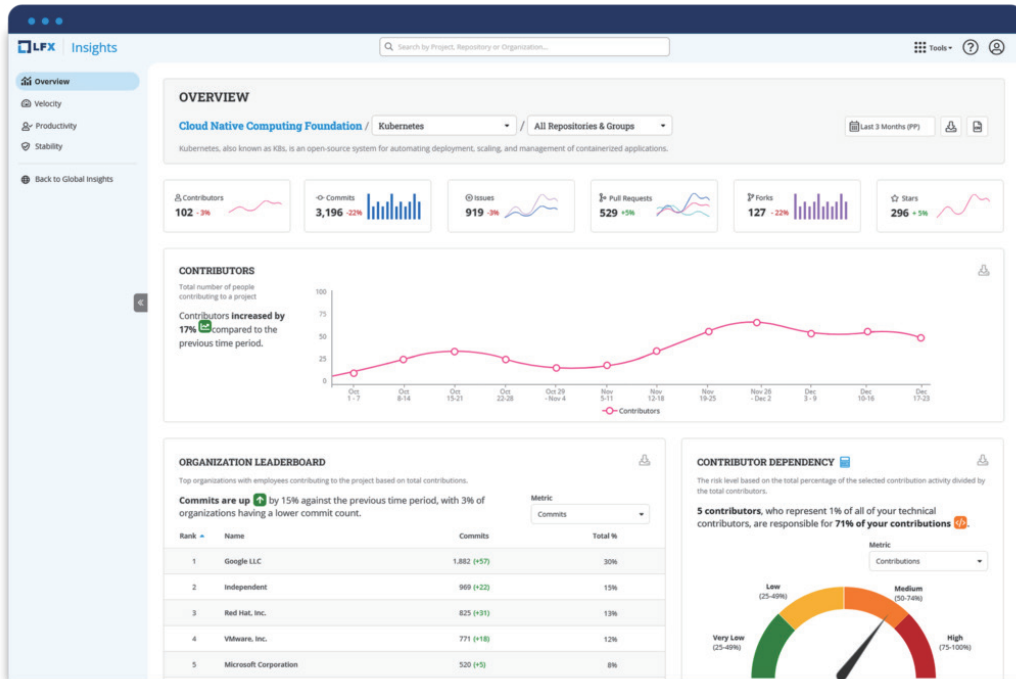 LFX Insights
Search by Project, Repository or Organization...
Tools
Overview
Velocity
Productivity
Stability
Back to Global Insights
OVERVIEW
Cloud Native Computing Foundation / Kubernetes / All Repositories & Groups
Last 3 Months (PP)
Kubernetes, also known as K8s, is an open-source system for automating deployment, scaling, and management of containerized applications.
Contributors
102 - 3%
Commits
3,196 -22%
Issues
919 -3%
Pull Requests
529 +5%
Forks
127 - 22%
Stars
296 + 5%
CONTRIBUTORS
Total number of people
contributing to a project
Contributors increased by
17% compared to the
previous time period.
100
75
50
25
0
Oct 1 - 7
Oct 8-14
Oct 15-21
Oct 22-28
Oct 29 - Nov 4
Nov 5-11
Nov 12-18
Nov 19-25
Nov 26 - Dec 2
Dec 3 - 9
Dec 10-16
Dec 17-23
Contributors
ORGANIZATION LEADERBOARD
Top organizations with employees contributing to the project based on total contributions.
Commits are up by 15% against the previous time period, with 3% of
organizations having a lower commit count.
Metric
Commits
Rank Name Commits Total %
1 Google LLC 1,882 (+57) 30%
2 Independent 969 (+22) 15%
3 Red Hat, Inc. 825 (+31) 13%
4 VMware, Inc. 771 (+18) 12%
5 Microsoft Corporation 520 (+5) 8%
CONTRIBUTOR DEPENDENCY
The risk level based on the total percentage of the selected contribution activity divided by
the total contributors.
5 contributors, who represent 1% of all of your technical
contributors, are responsible for 71% of your contributions </>.
Metric
Contributions
Low
(25-49%)
Medium
(50-74%)
Very Low
(25-49%)
High
(75-100%)